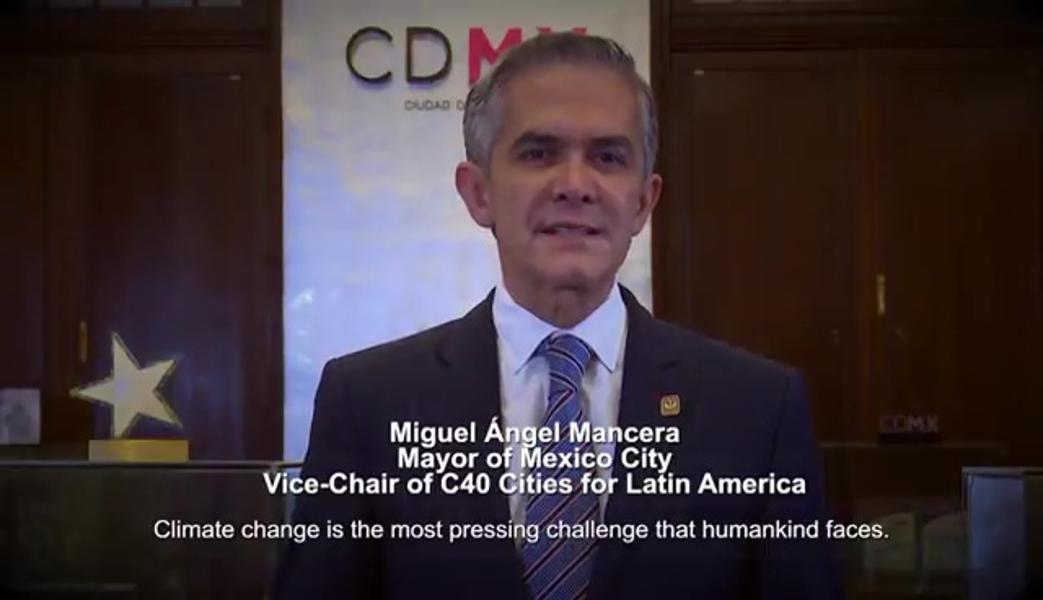 CDMX
CIUDAD D
Miguel Ángel Mancera
Mayor of Mexico City
Vice-Chair of C40 Cities for Latin America
Climate change is the most pressing challenge that humankind faces.
CDMX